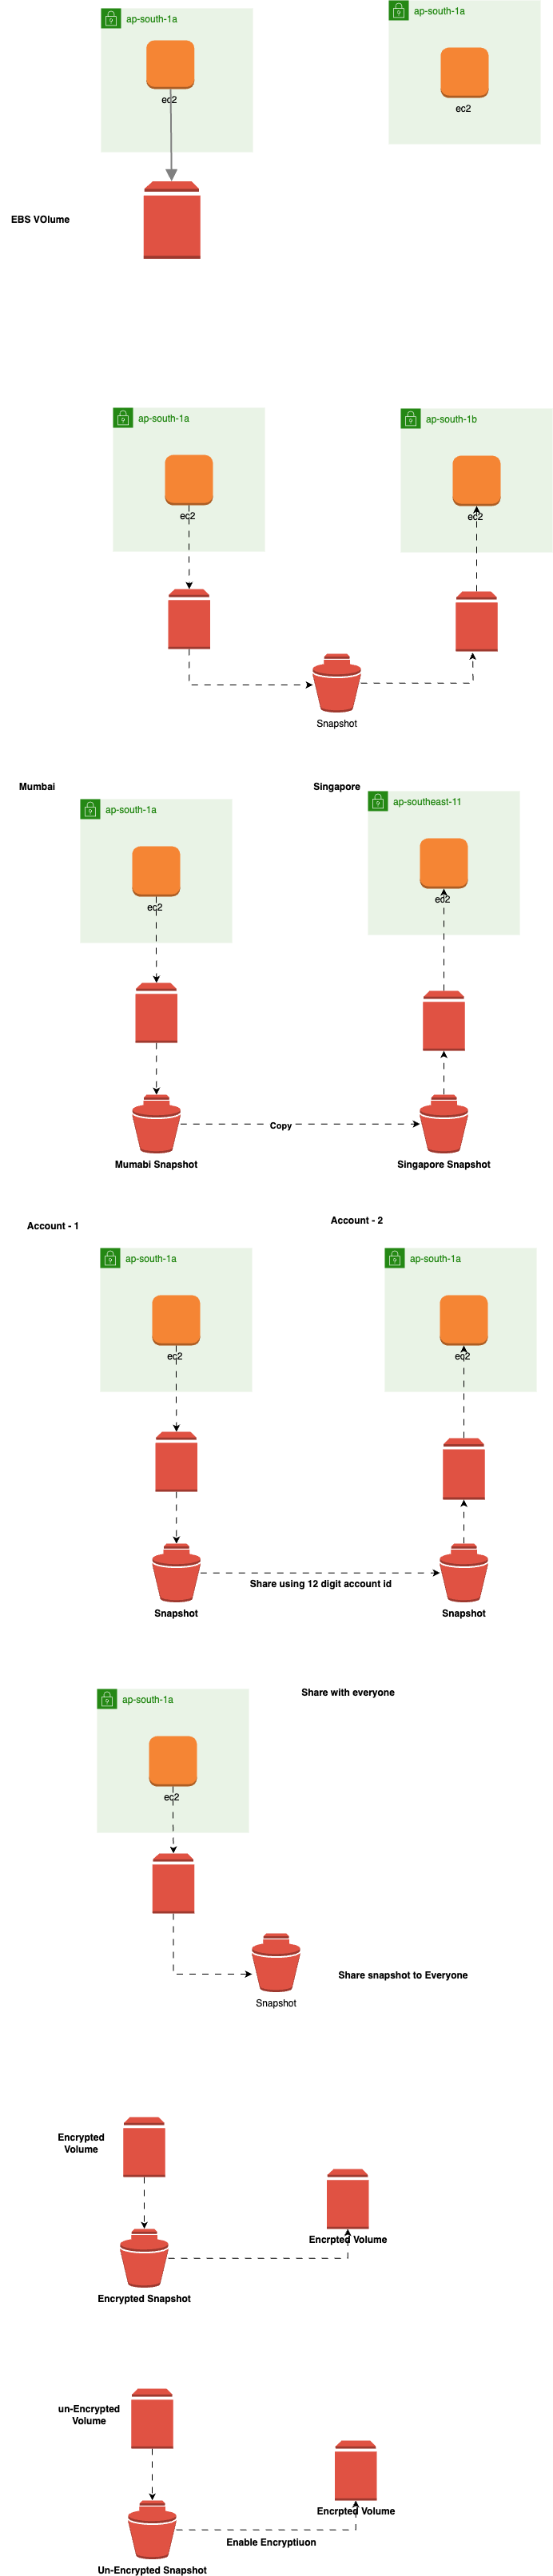 ap-south-1a
ap-south-1a
ec2
ec2
EBS VOlume
ap-south-1a
ap-south-1b
ec2
ec2
Snapshot
Mumbai
Singapore
ap-south-1a
ap-southeast-11
ec2
ec2
Copy
Mumabi Snapshot
Singapore Snapshot
Account - 1
Account - 2
ap-south-1a
ap-south-1a
ec2
ec2
Share using 12 digit account id
Snapshot
Snapshot
Share with everyone
ap-south-1a
ec2
Share snapshot to Everyone
Snapshot
Encrypted
Volume
Encrpted Volume
Encrypted Snapshot
un-Encrypted
Volume
Encrpted Volume
Enable Encryptiuon
Un-Encrypted Snapshot